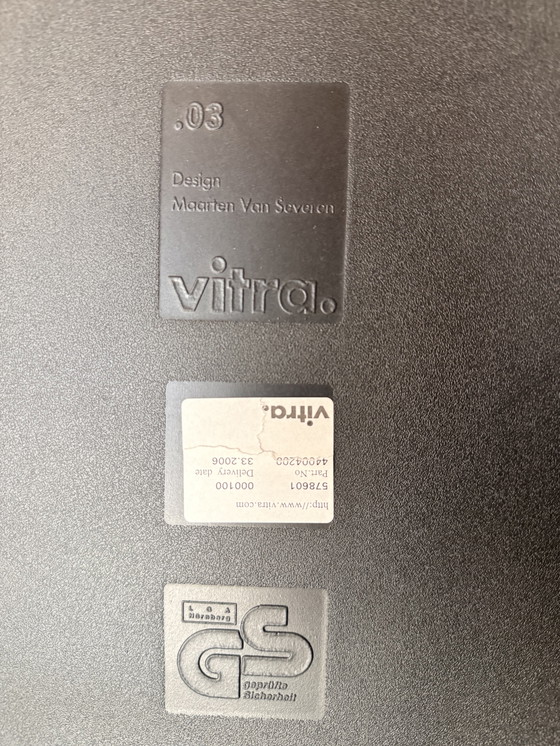 .03
Design
Maarten Van Severen
vitra.
http://www.vitra.com
578601 000100
Part.No Delivery date
44004200 33.2006
vitra.
LGA
Nürnberg
GS
geprüfte
Sicherheit